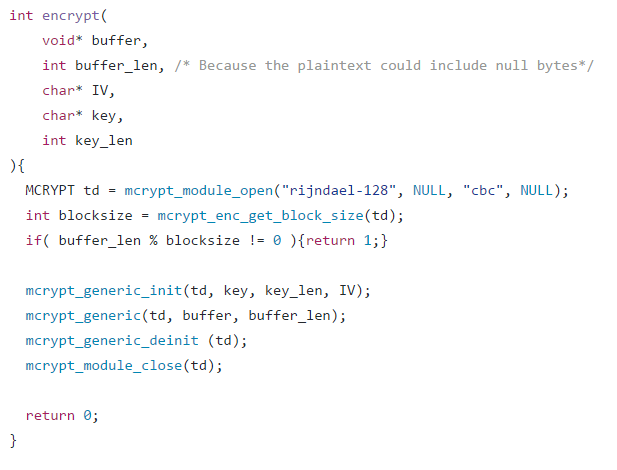 int encrypt(
    void* buffer,
    int buffer_len, /* Because the plaintext could include null bytes*/
    char* IV,
    char* key,
    int key_len
){
  MCRYPT td = mcrypt_module_open("rijndael-128", NULL, "cbc", NULL);
  int blocksize = mcrypt_enc_get_block_size(td);
  if( buffer_len % blocksize != 0 ){return 1;}

  mcrypt_generic_init(td, key, key_len, IV);
  mcrypt_generic(td, buffer, buffer_len);
  mcrypt_generic_deinit (td);
  mcrypt_module_close(td);

  return 0;
}